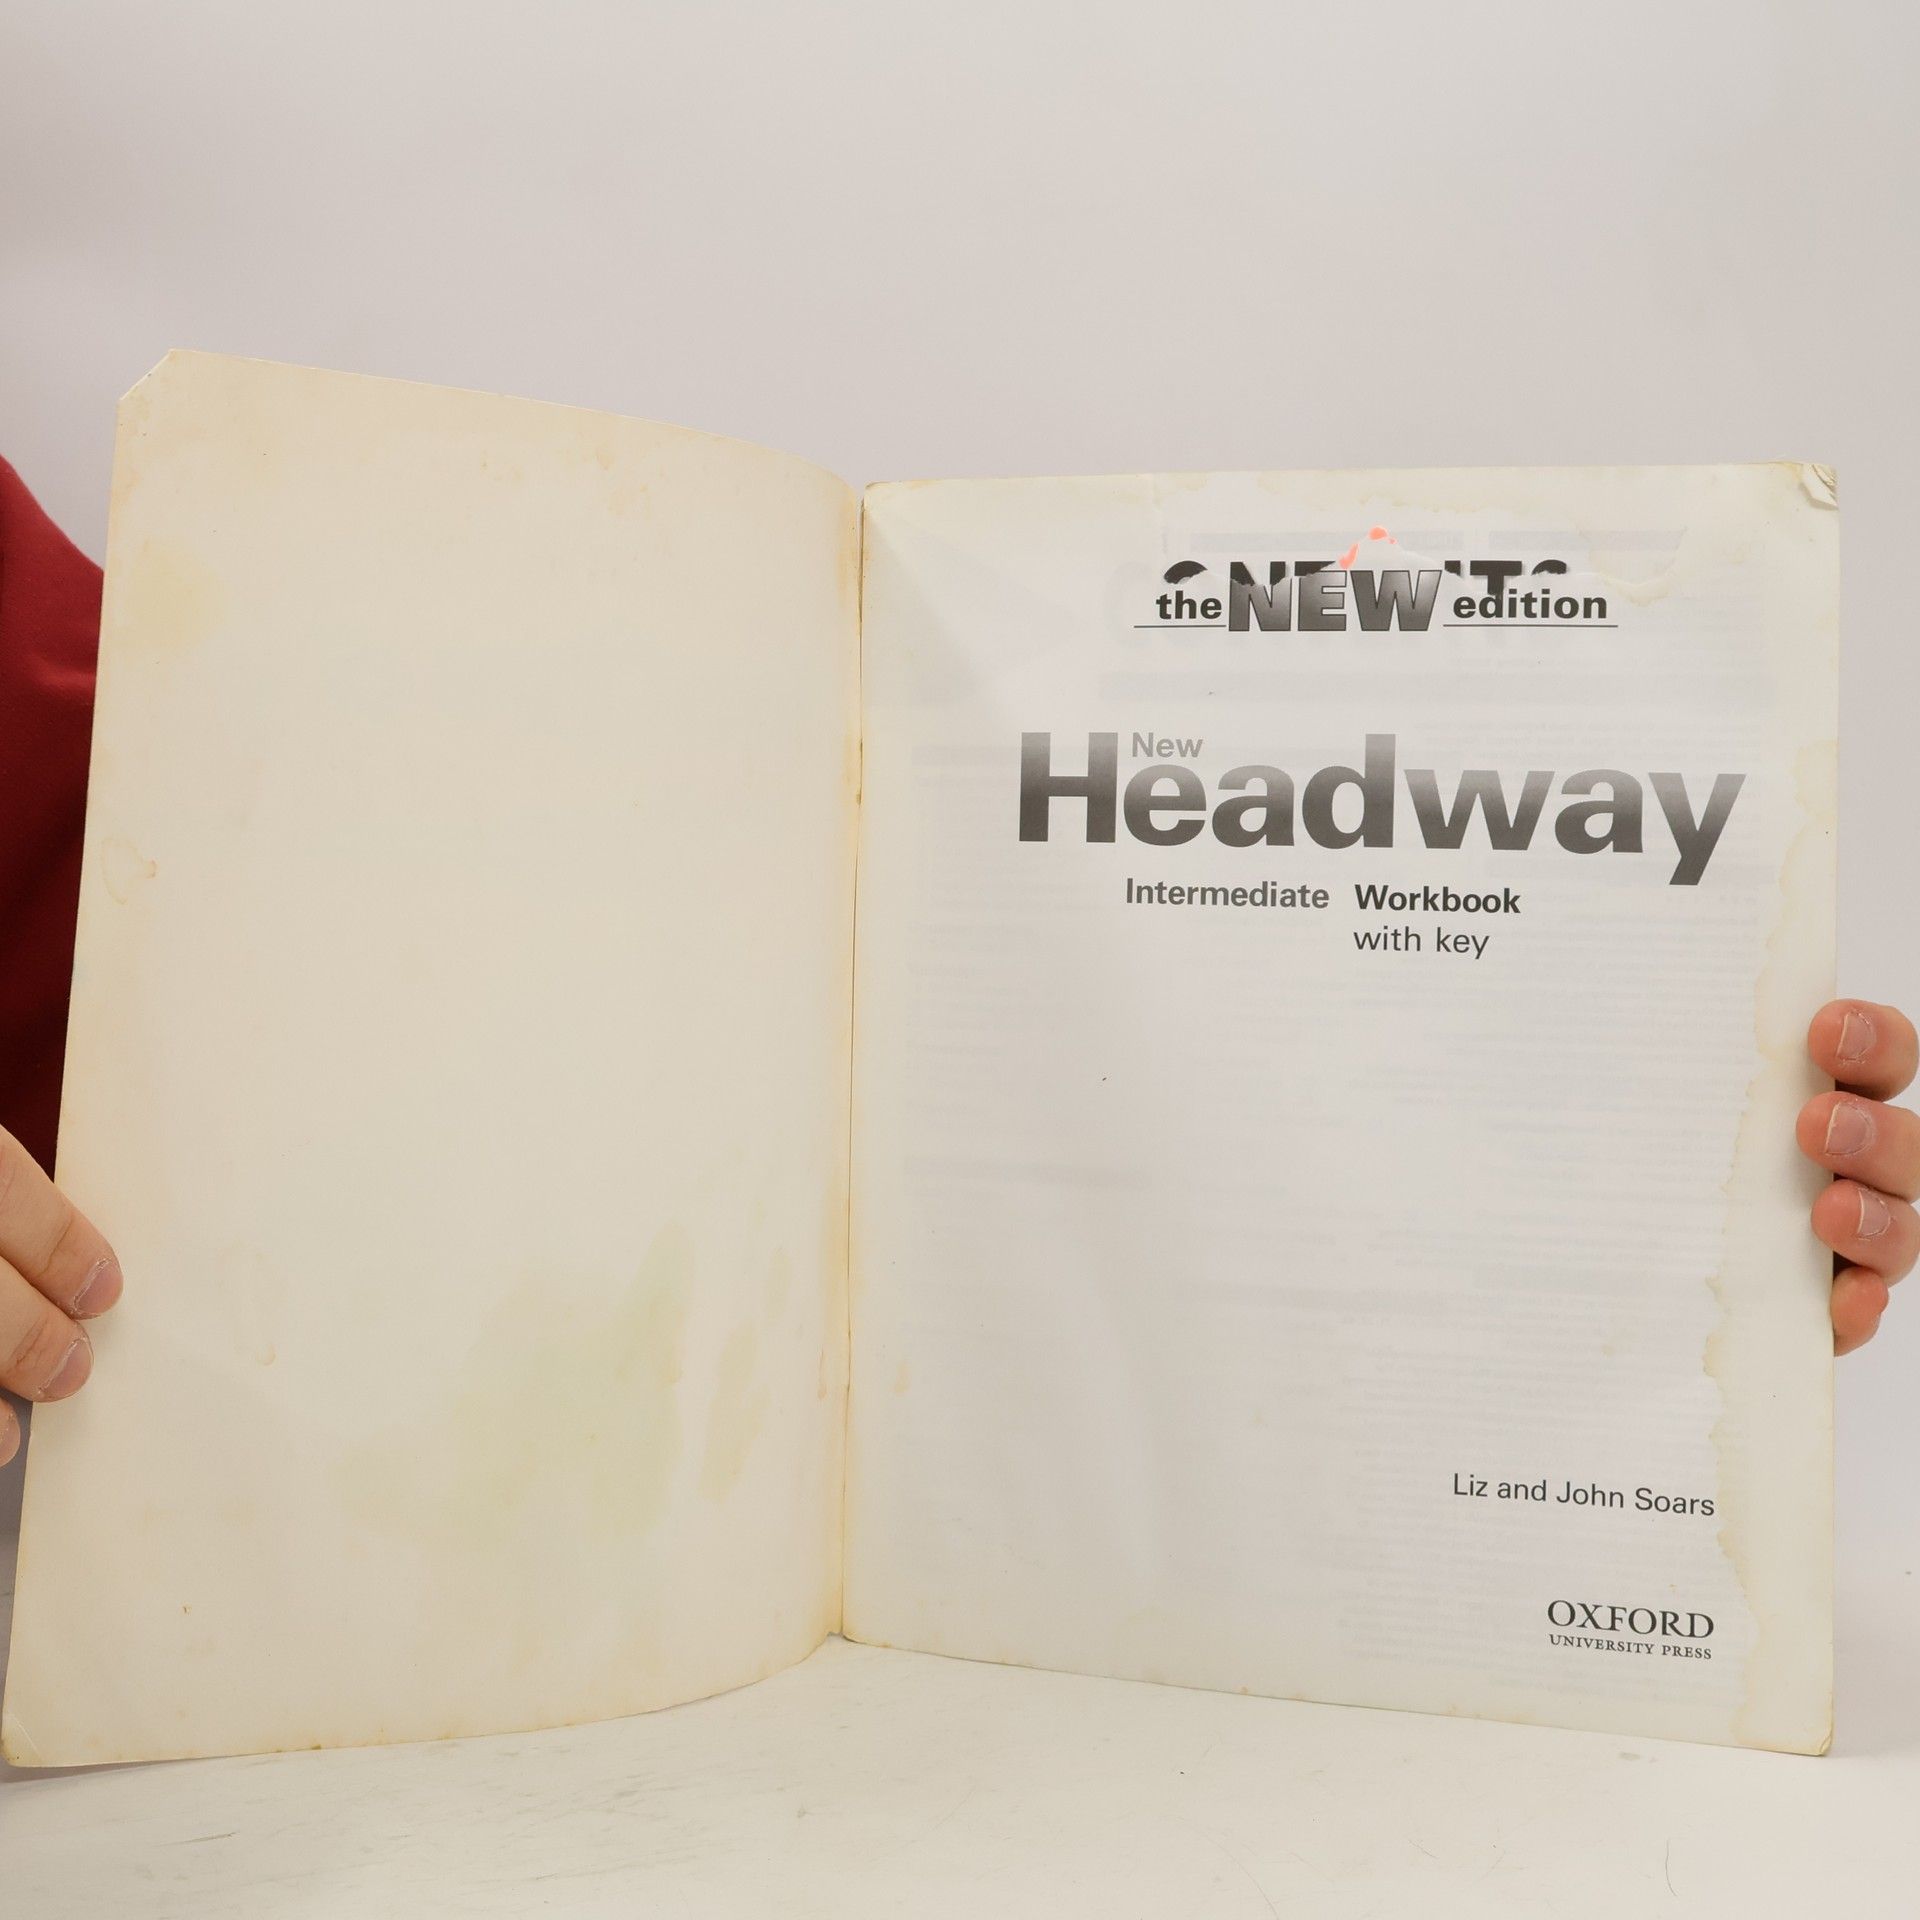 the NEW edition
New
Headway
Intermediate Workbook
with key
Liz and John Soars
OXFORD
UNIVERSITY PRESS